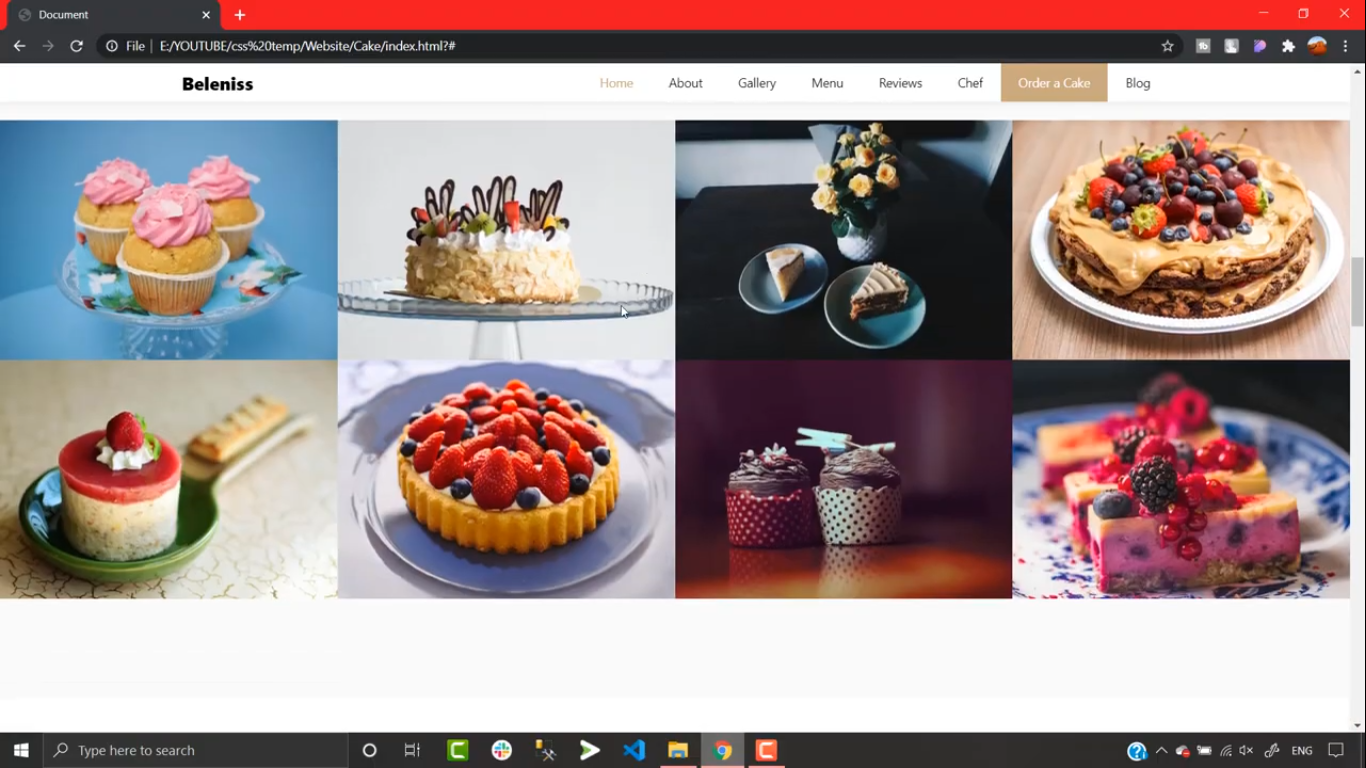 Document
File E:/YOUTUBE/css%20temp/Website/Cake/index.html?#
Beleniss Home About Gallery Menu Reviews Chef Order a Cake Blog
Type here to search ENG